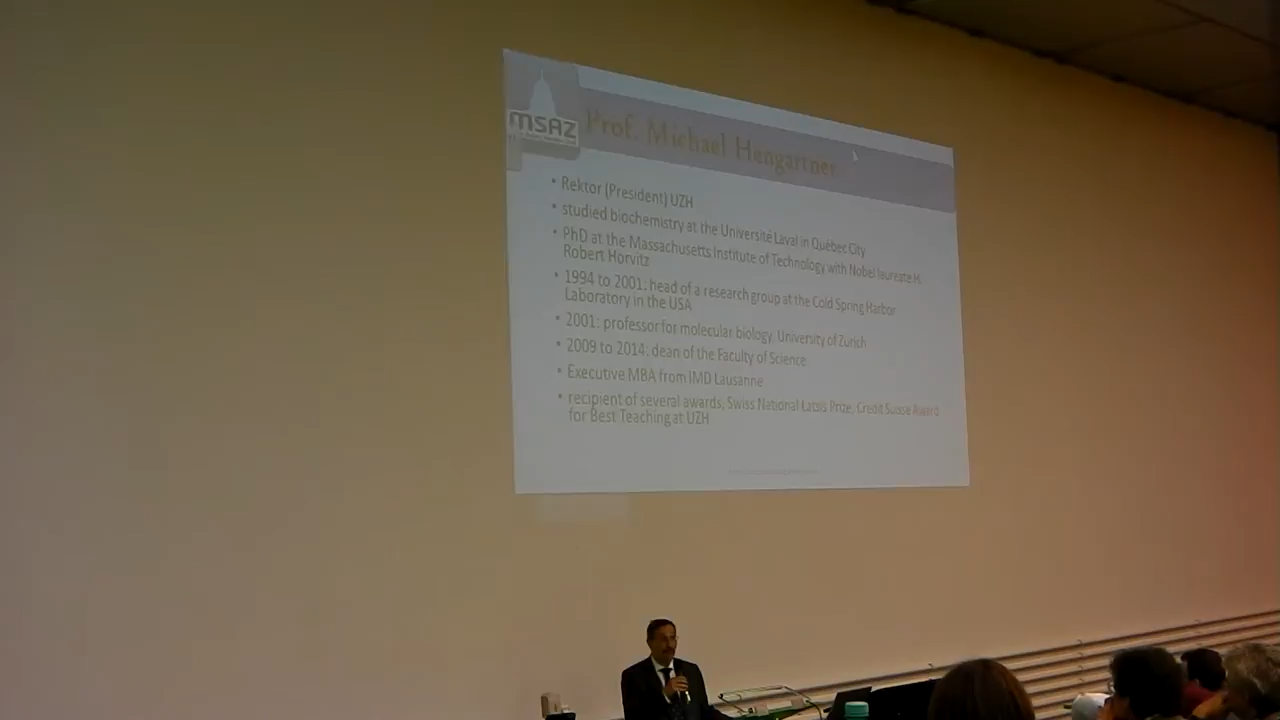 MSAZ
Prof. Michael Hengartner
• Rektor (President) UZH
• studied biochemistry at the Université Laval in Québec City
• PhD at the Massachusetts Institute of Technology with Nobel laureate H.
Robert Horvitz
• 1994 to 2001: head of a research group at the Cold Spring Harbor
Laboratory in the USA
• 2001: professor for molecular biology, University of Zurich
• 2009 to 2014: dean of the Faculty of Science
• Executive MBA from IMD Lausanne
• recipient of several awards, Swiss National Latsis Prize, Credit Suisse Award
for Best Teaching at UZH